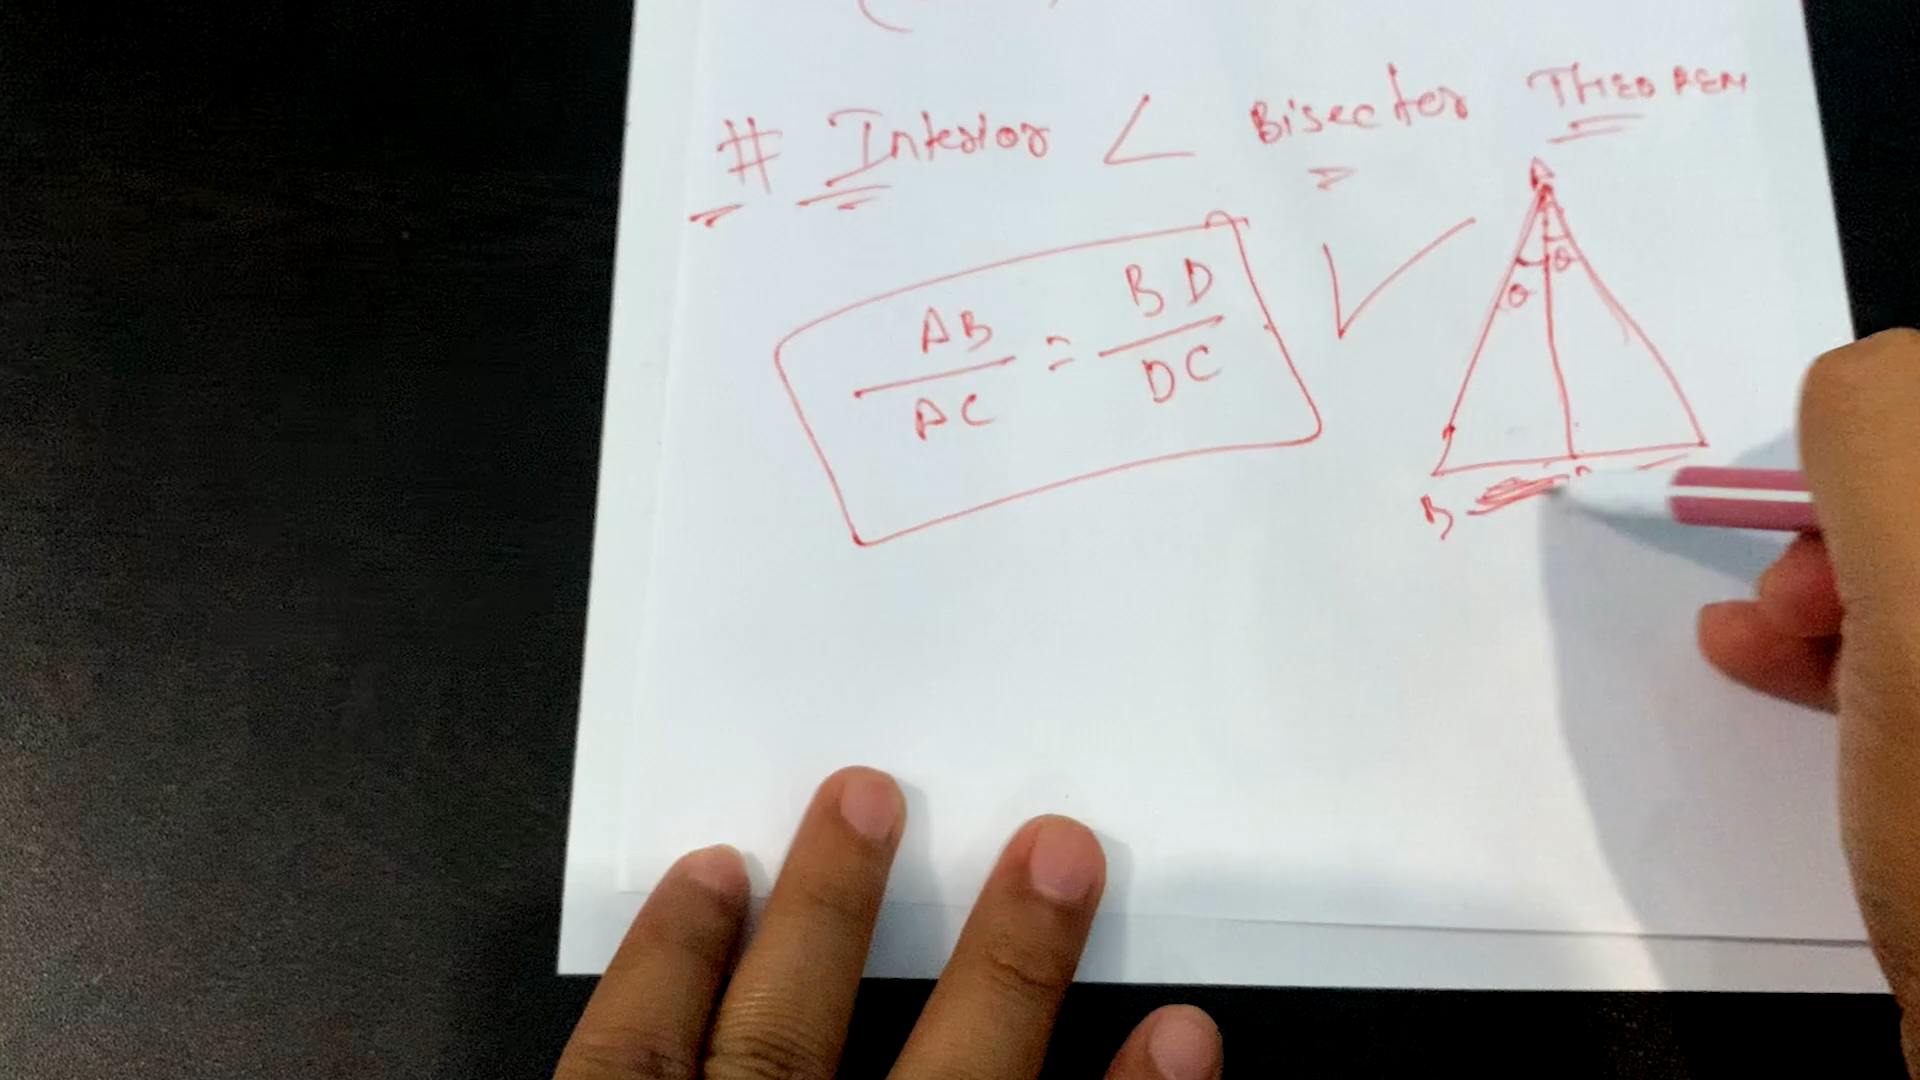 # Interior ∠ Bisector THEOREM
AB/AC = BD/DC
A
θ θ
B